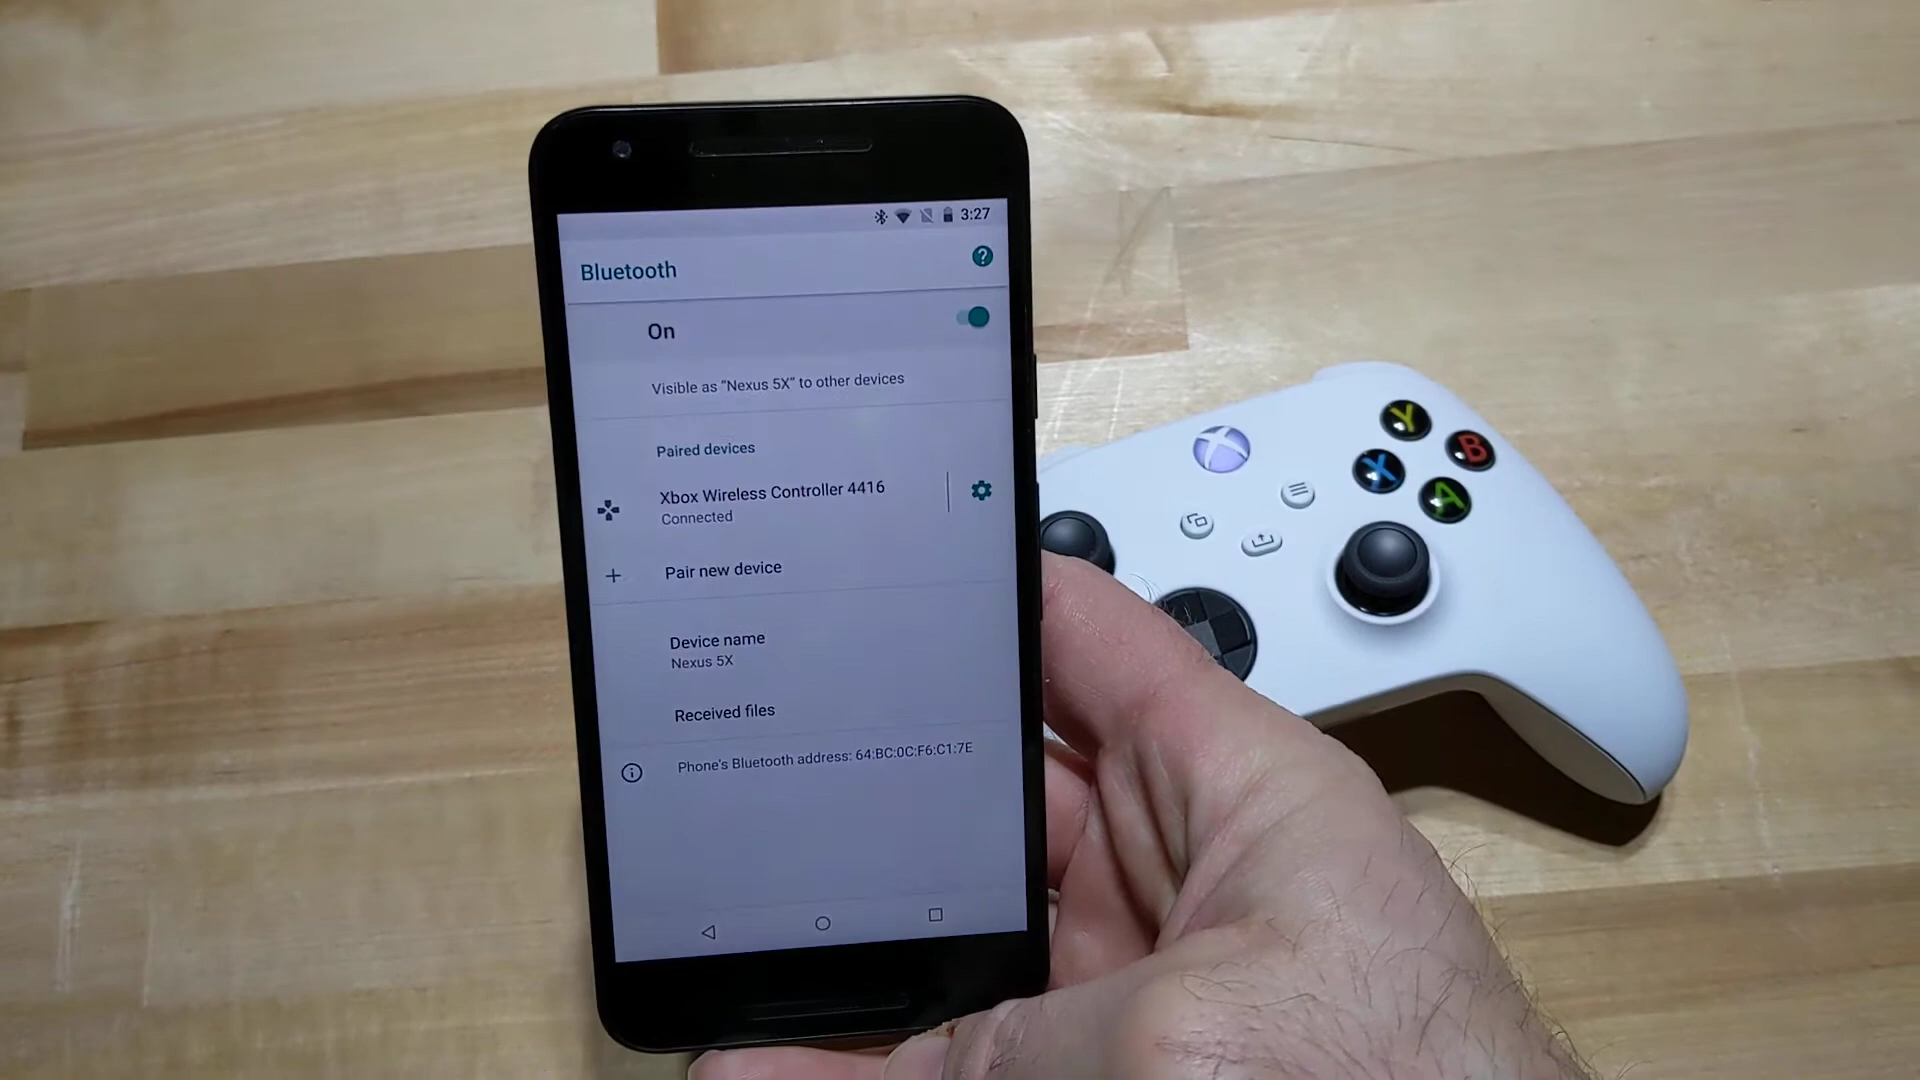 3:27
Bluetooth
?
On
Visible as "Nexus 5X" to other devices
Paired devices
Xbox Wireless Controller 4416
Connected
Pair new device
Device name
Nexus 5X
Received files
Phone's Bluetooth address: 64:BC:0C:F6:C1:7E
Y
B
X
A